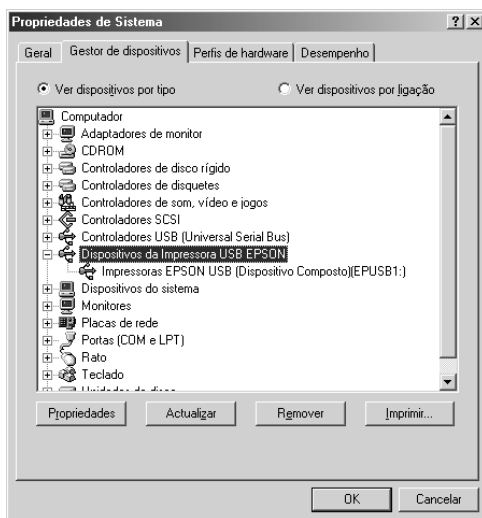 Propriedades de Sistema
Geral Gestor de dispositivos Perfis de hardware Desempenho
Ver dispositivos por tipo Ver dispositivos por ligação
Computador
Adaptadores de monitor
CDROM
Controladores de disco rígido
Controladores de disquetes
Controladores de som, vídeo e jogos
Controladores SCSI
Controladores USB (Universal Serial Bus)
Dispositivos da Impressora USB EPSON
Impressoras EPSON USB (Dispositivo Composto)(EPUSB1:)
Dispositivos do sistema
Monitores
Placas de rede
Portas (COM e LPT)
Rato
Teclado
Unidades de disco
Propriedades Actualizar Remover Imprimir...
OK Cancelar